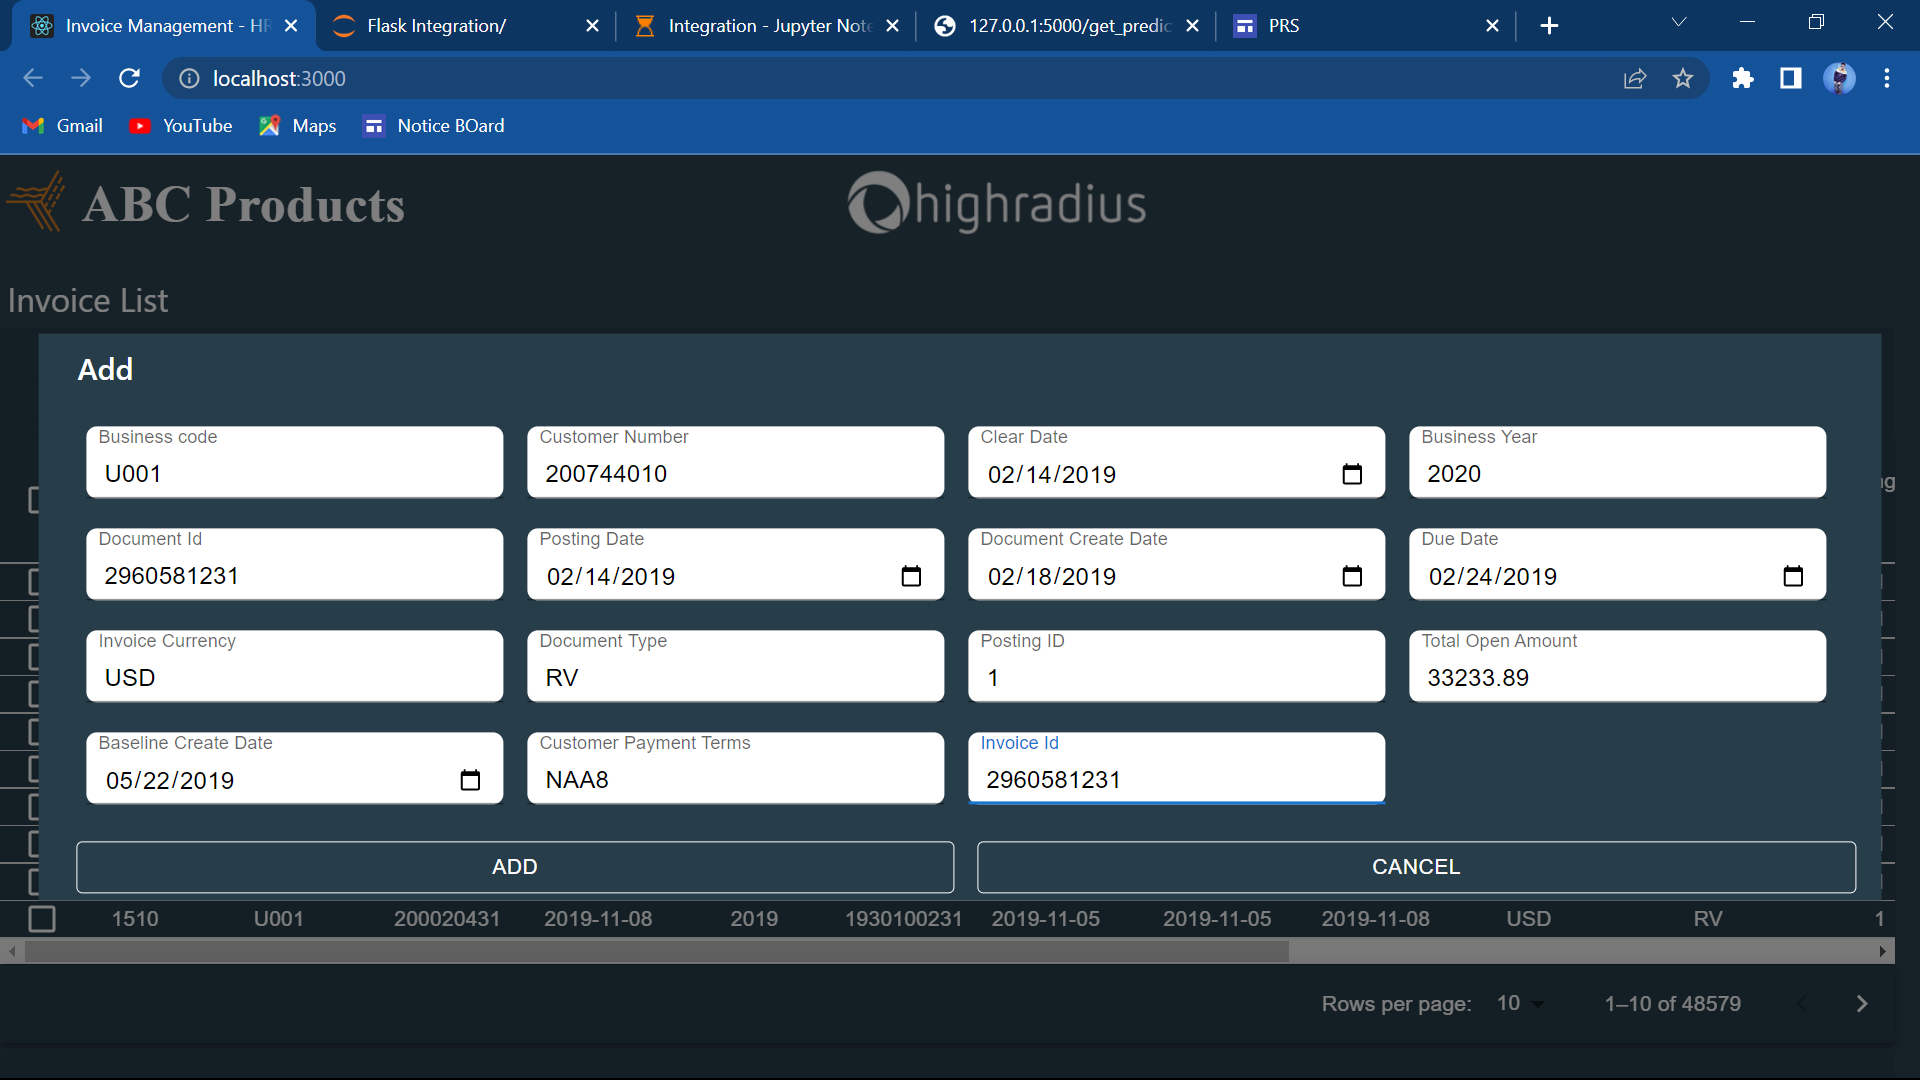 Invoice Management - HR
Flask Integration/
Integration - Jupyter Note
127.0.0.1:5000/get_predic
PRS
localhost:3000
Gmail
YouTube
Maps
Notice BOard
ABC Products
highradius
Invoice List
Add
Business code
Customer Number
Clear Date
Business Year
U001
200744010
02/14/2019
2020
ng
Document Id
Posting Date
Document Create Date
Due Date
2960581231
02/14/2019
02/18/2019
02/24/2019
Invoice Currency
Document Type
Posting ID
Total Open Amount
USD
RV
1
33233.89
Baseline Create Date
Customer Payment Terms
Invoice Id
05/22/2019
NAA8
2960581231
ADD
CANCEL
1510 U001 200020431 2019-11-08 2019 1930100231 2019-11-05 2019-11-05 2019-11-08 USD RV 1
Rows per page: 10 1–10 of 48579